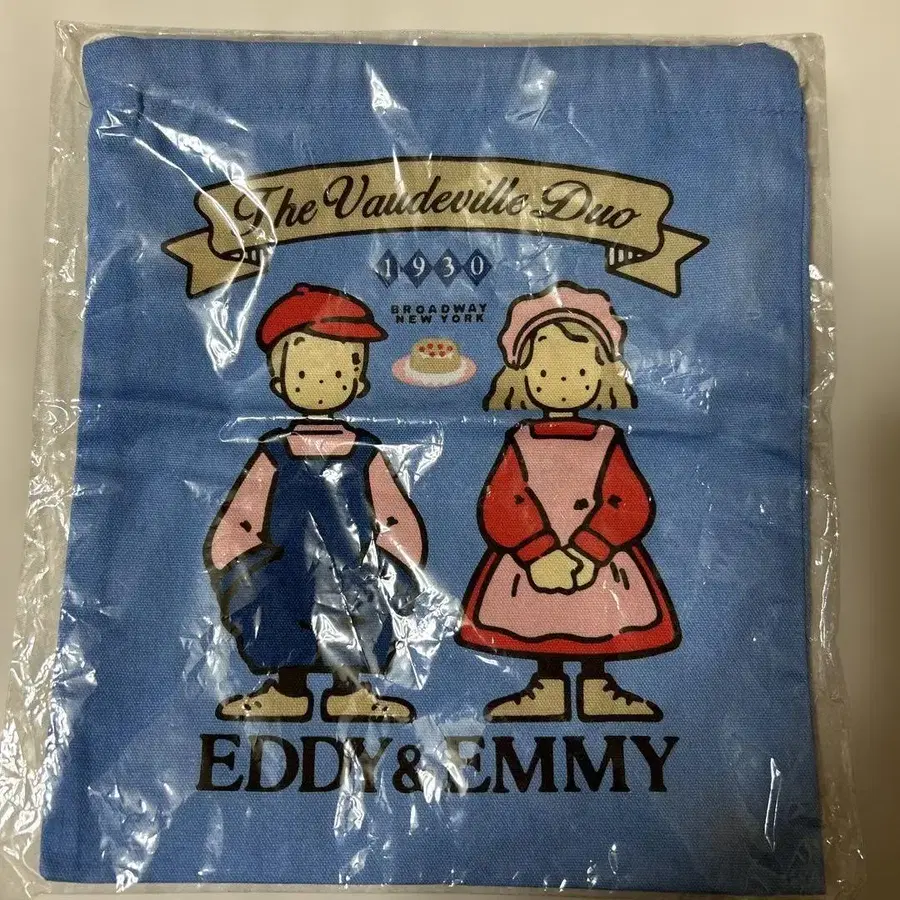 The Vaudeville Duo
1930
BROADWAY
NEW YORK
EDDY & EMMY